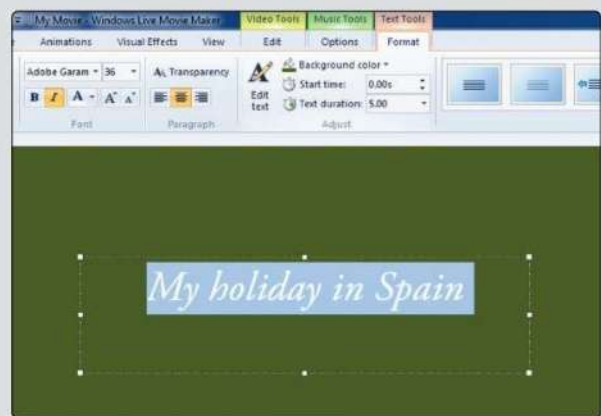 My Movie - Windows Live Movie Maker
Video Tools Music Tools Text Tools
Animations Visual Effects View Edit Options Format
Adobe Garam 36 Transparency Background color
Start time: 0.00s
B I A A A Edit text Text duration: 5.00
Font Paragraph Adjust
My holiday in Spain